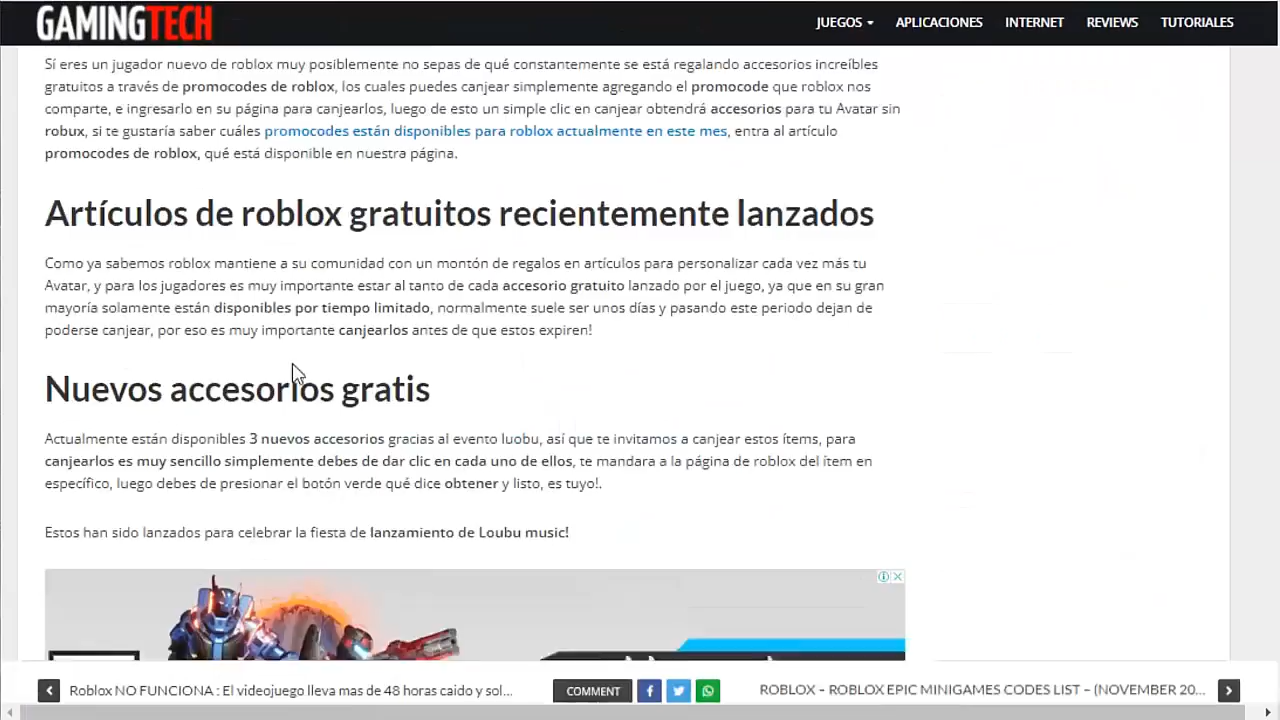 GAMINGTECH
JUEGOS APLICACIONES INTERNET REVIEWS TUTORIALES
Sí eres un jugador nuevo de roblox muy posiblemente no sepas de qué constantemente se está regalando accesorios increíbles
gratuitos a través de promocodes de roblox, los cuales puedes canjear simplemente agregando el promocode que roblox nos
comparte, e ingresarlo en su página para canjearlos, luego de esto un simple clic en canjear obtendrá accesorios para tu Avatar sin
robux, si te gustaría saber cuáles promocodes están disponibles para roblox actualmente en este mes, entra al artículo
promocodes de roblox, qué está disponible en nuestra página.
Artículos de roblox gratuitos recientemente lanzados
Como ya sabemos roblox mantiene a su comunidad con un montón de regalos en artículos para personalizar cada vez más tu
Avatar, y para los jugadores es muy importante estar al tanto de cada accesorio gratuito lanzado por el juego, ya que en su gran
mayoría solamente están disponibles por tiempo limitado, normalmente suele ser unos días y pasando este periodo dejan de
poderse canjear, por eso es muy importante canjearlos antes de que estos expiren!
Nuevos accesorios gratis
Actualmente están disponibles 3 nuevos accesorios gracias al evento luobu, así que te invitamos a canjear estos ítems, para
canjearlos es muy sencillo simplemente debes de dar clic en cada uno de ellos, te mandara a la página de roblox del ítem en
específico, luego debes de presionar el botón verde qué dice obtener y listo, es tuyo!.
Estos han sido lanzados para celebrar la fiesta de lanzamiento de Loubu music!
Roblox NO FUNCIONA : El videojuego lleva mas de 48 horas caido y sol... COMMENT ROBLOX – ROBLOX EPIC MINIGAMES CODES LIST – (NOVEMBER 20...